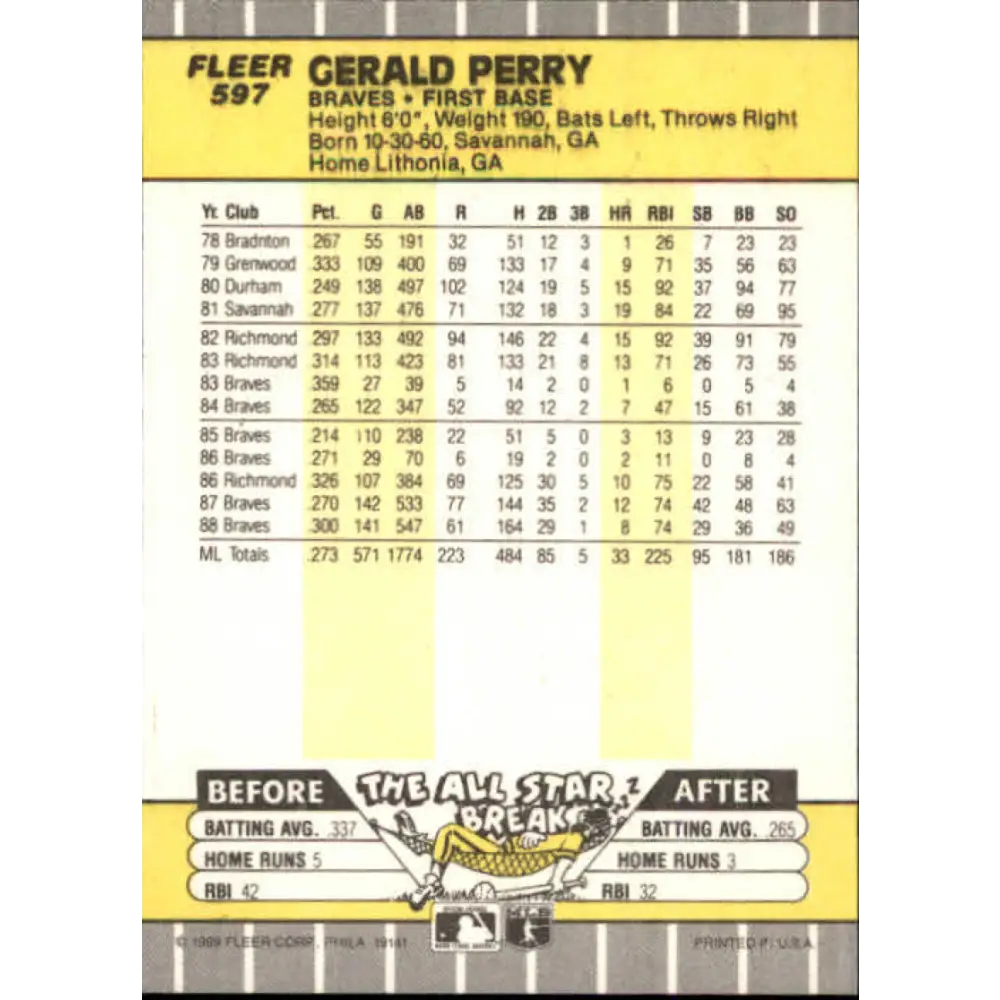 FLEER
597
GERALD PERRY
BRAVES • FIRST BASE
Height 6'0", Weight 190, Bats Left, Throws Right
Born 10-30-60, Savannah, GA
Home Lithonia, GA
Yr. Club Pct. G AB R H 2B 3B HR RBI SB BB SO
78 Bradnton .267 55 191 32 51 12 3 1 26 7 23 23
79 Grenwood .333 109 400 69 133 17 4 9 71 35 56 63
80 Durham .249 138 497 102 124 19 5 15 92 37 94 77
81 Savannah .277 137 476 71 132 18 3 19 84 22 69 95
82 Richmond .297 133 492 94 146 22 4 15 92 39 91 79
83 Richmond .314 113 423 81 133 21 8 13 71 26 73 55
83 Braves .359 27 39 5 14 2 0 1 6 0 5 4
84 Braves .265 122 347 52 92 12 2 7 47 15 61 38
85 Braves .214 110 238 22 51 5 0 3 13 9 23 28
86 Braves .271 29 70 6 19 2 0 2 11 0 8 4
86 Richmond .326 107 384 69 125 30 5 10 75 22 58 41
87 Braves .270 142 533 77 144 35 2 12 74 42 48 63
88 Braves .300 141 547 61 164 29 1 8 74 29 36 49
ML Totals .273 571 1774 223 484 85 5 33 225 95 181 186
BEFORE THE ALL STAR BREAK Z Z Z AFTER
BATTING AVG. .337
HOME RUNS 5
RBI 42
BATTING AVG. .265
HOME RUNS 3
RBI 32
© 1989 FLEER CORP., PHILA 19141
PRINTED IN U.S.A.